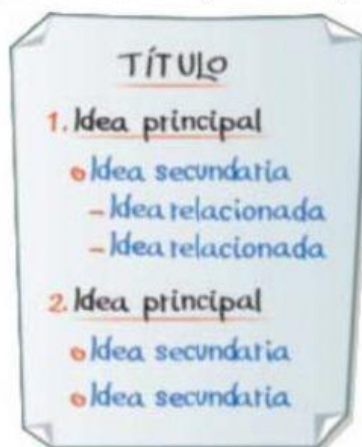 TÍTULO
1. Idea principal
• Idea secundaria
- Idea relacionada
- Idea relacionada
2. Idea principal
• Idea secundaria
• Idea secundaria